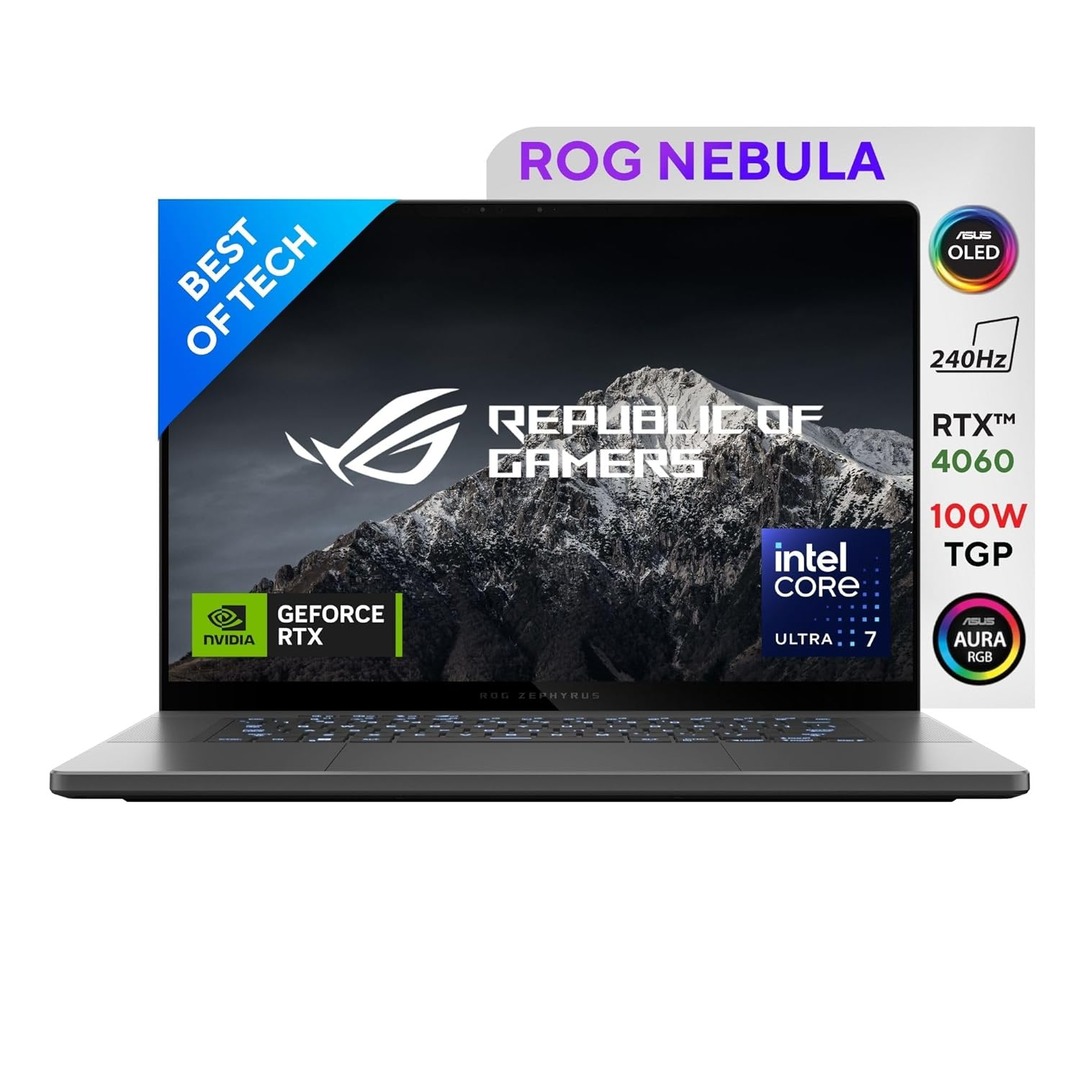 ROG NEBULA
BEST
OF TECH
ASUS
OLED
240Hz
REPUBLIC OF
GAMERS
RTX™
4060
100W
TGP
intel
CORE
ULTRA 7
NVIDIA
GEFORCE
RTX
ASUS
AURA
RGB
ROG ZEPHYRUS